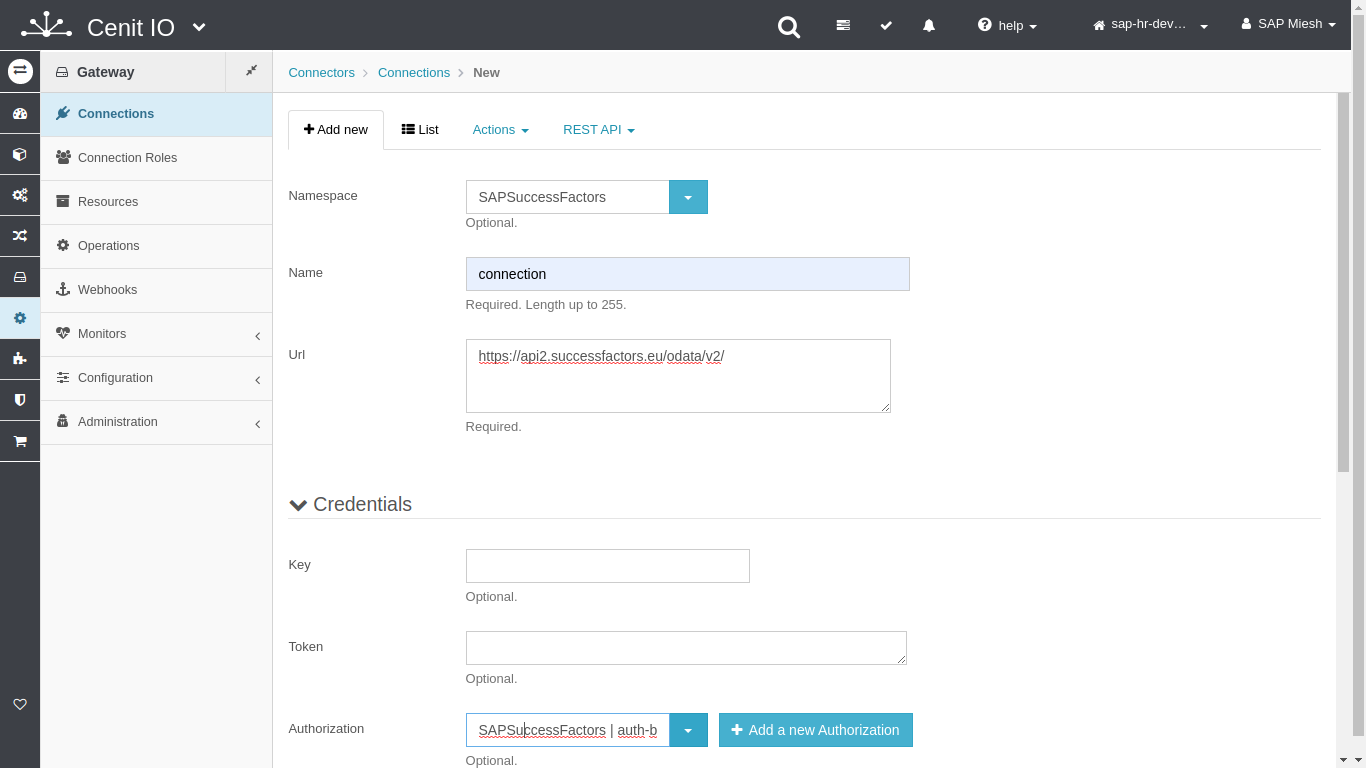 Cenit IO
help
sap-hr-dev…
SAP Miesh
Gateway
Connectors
Connections
New
Connections
Connection Roles
Resources
Operations
Webhooks
Monitors
Configuration
Administration
Add new
List
Actions
REST API
Namespace
SAPSuccessFactors
Optional.
Name
connection
Required. Length up to 255.
Url
https://api2.successfactors.eu/odata/v2/
Required.
Credentials
Key
Optional.
Token
Optional.
Authorization
SAPSuccessFactors | auth-b
Add a new Authorization
Optional.